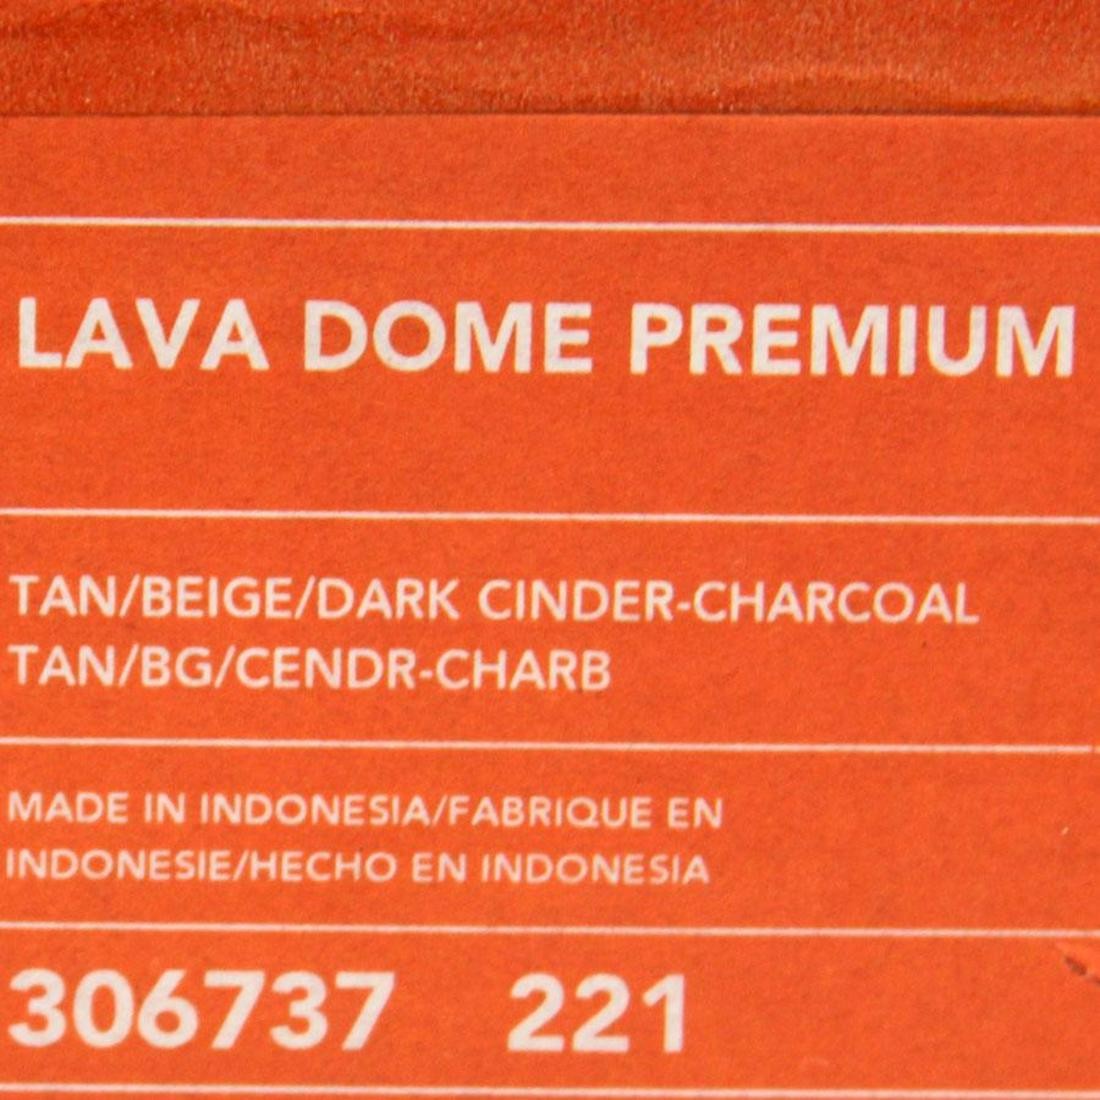 LAVA DOME PREMIUM
TAN/BEIGE/DARK CINDER-CHARCOAL
TAN/BG/CENDR-CHARB
MADE IN INDONESIA/FABRIQUE EN
INDONESIE/HECHO EN INDONESIA
306737 221